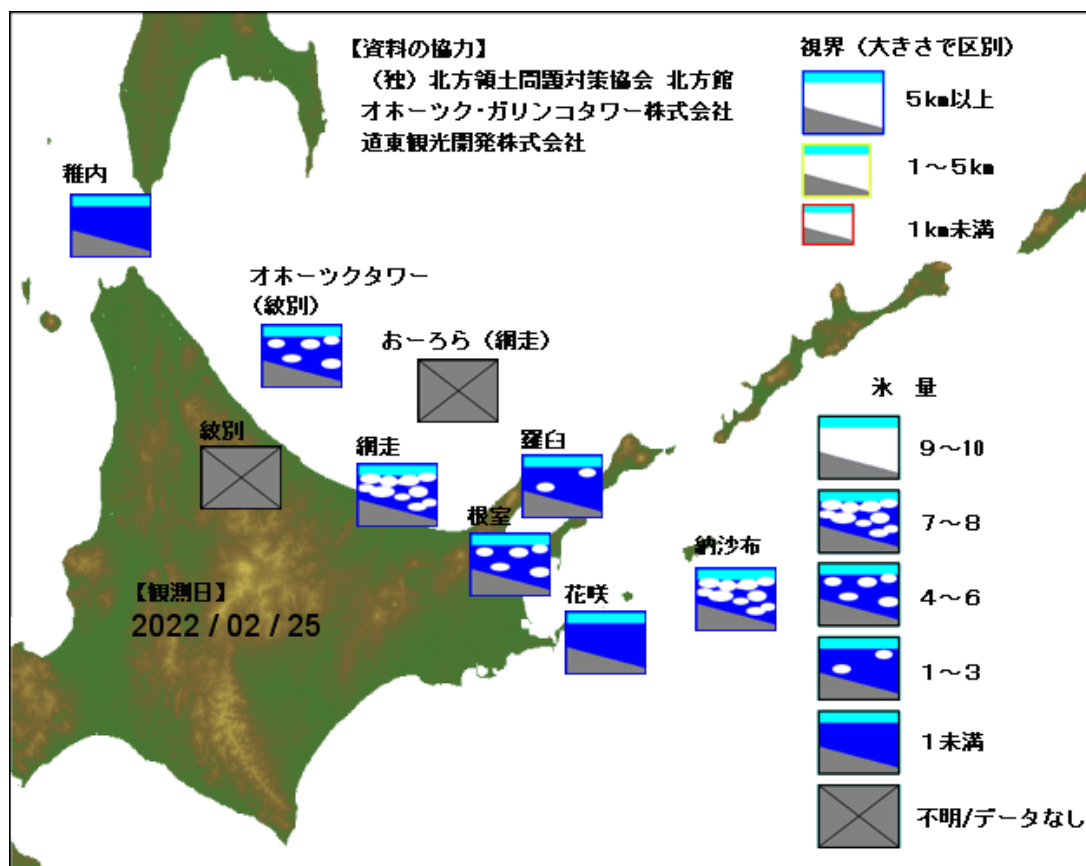 【資料の協力】
（独）北方領土問題対策協会 北方館
オホーツク・ガリンコタワー株式会社
道東観光開発株式会社
視界（大きさで区別）
5km以上
1～5km
1km未満
稚内
オホーツクタワー
（紋別）
おーろら（網走）
紋別
網走
羅臼
根室
花咲
納沙布
【観測日】
2022 / 02 / 25
氷 量
9～10
7～8
4～6
1～3
1未満
不明/データなし